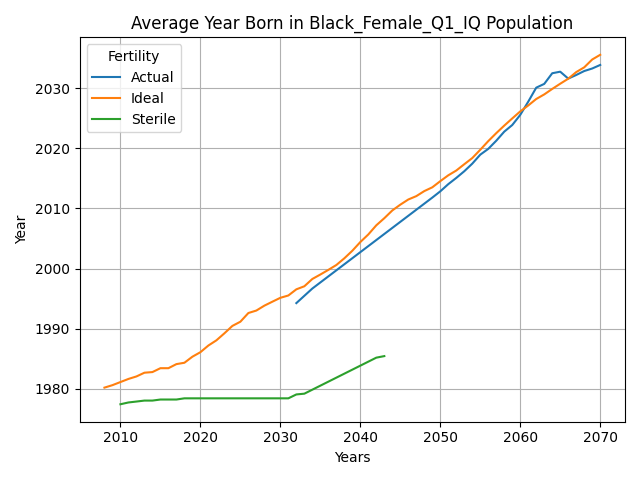 Average Year Born in Black_Female_Q1_IQ Population
Fertility
Actual
Ideal
Sterile
Year
2030
2020
2010
2000
1990
1980
2010 2020 2030 2040 2050 2060 2070
Years